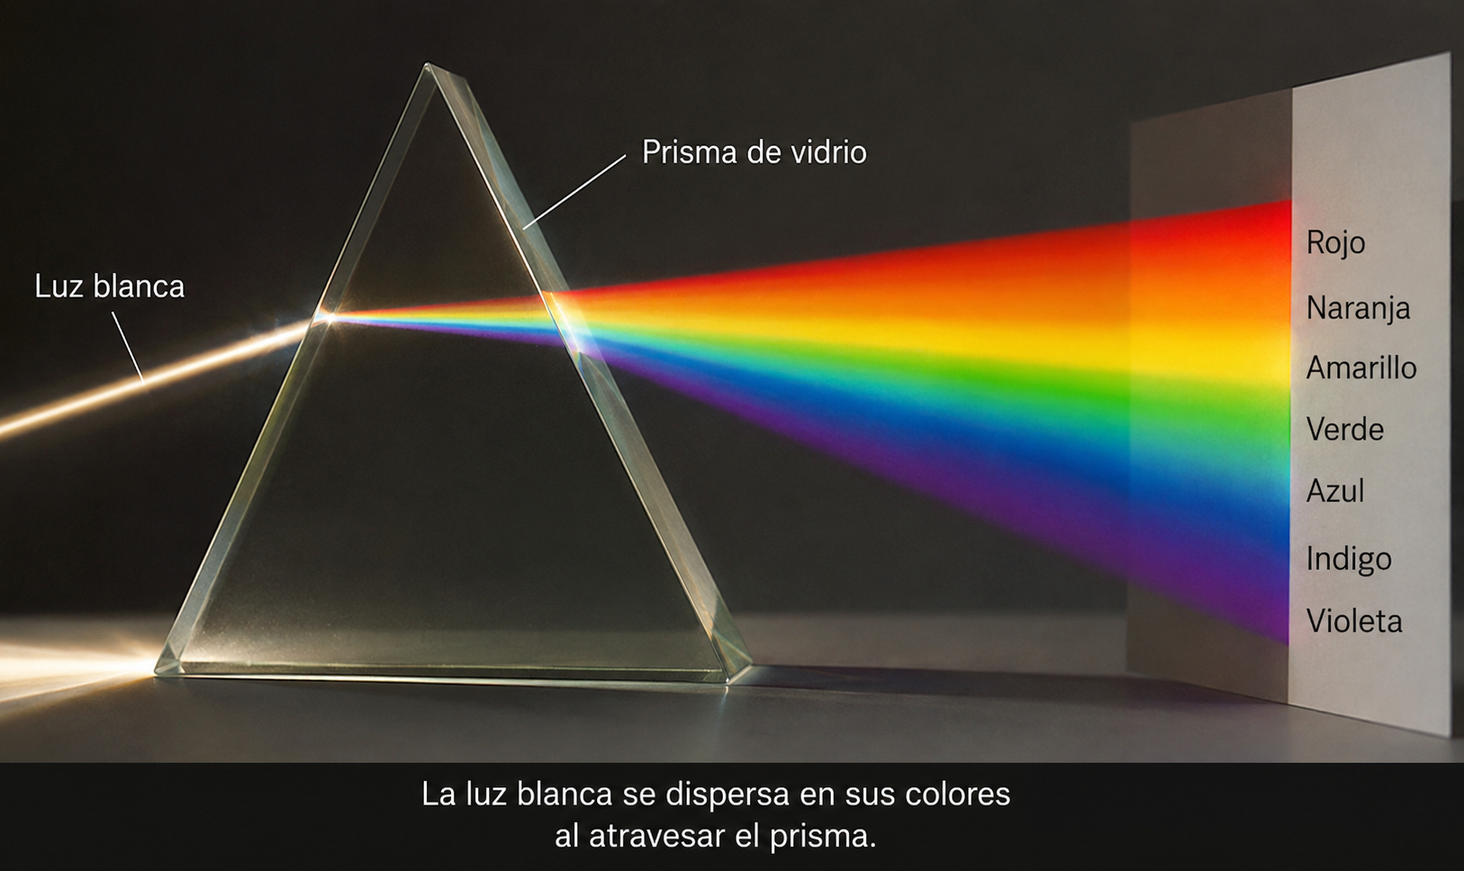 Luz blanca
Prisma de vidrio
Rojo
Naranja
Amarillo
Verde
Azul
Indigo
Violeta
La luz blanca se dispersa en sus colores
al atravesar el prisma.